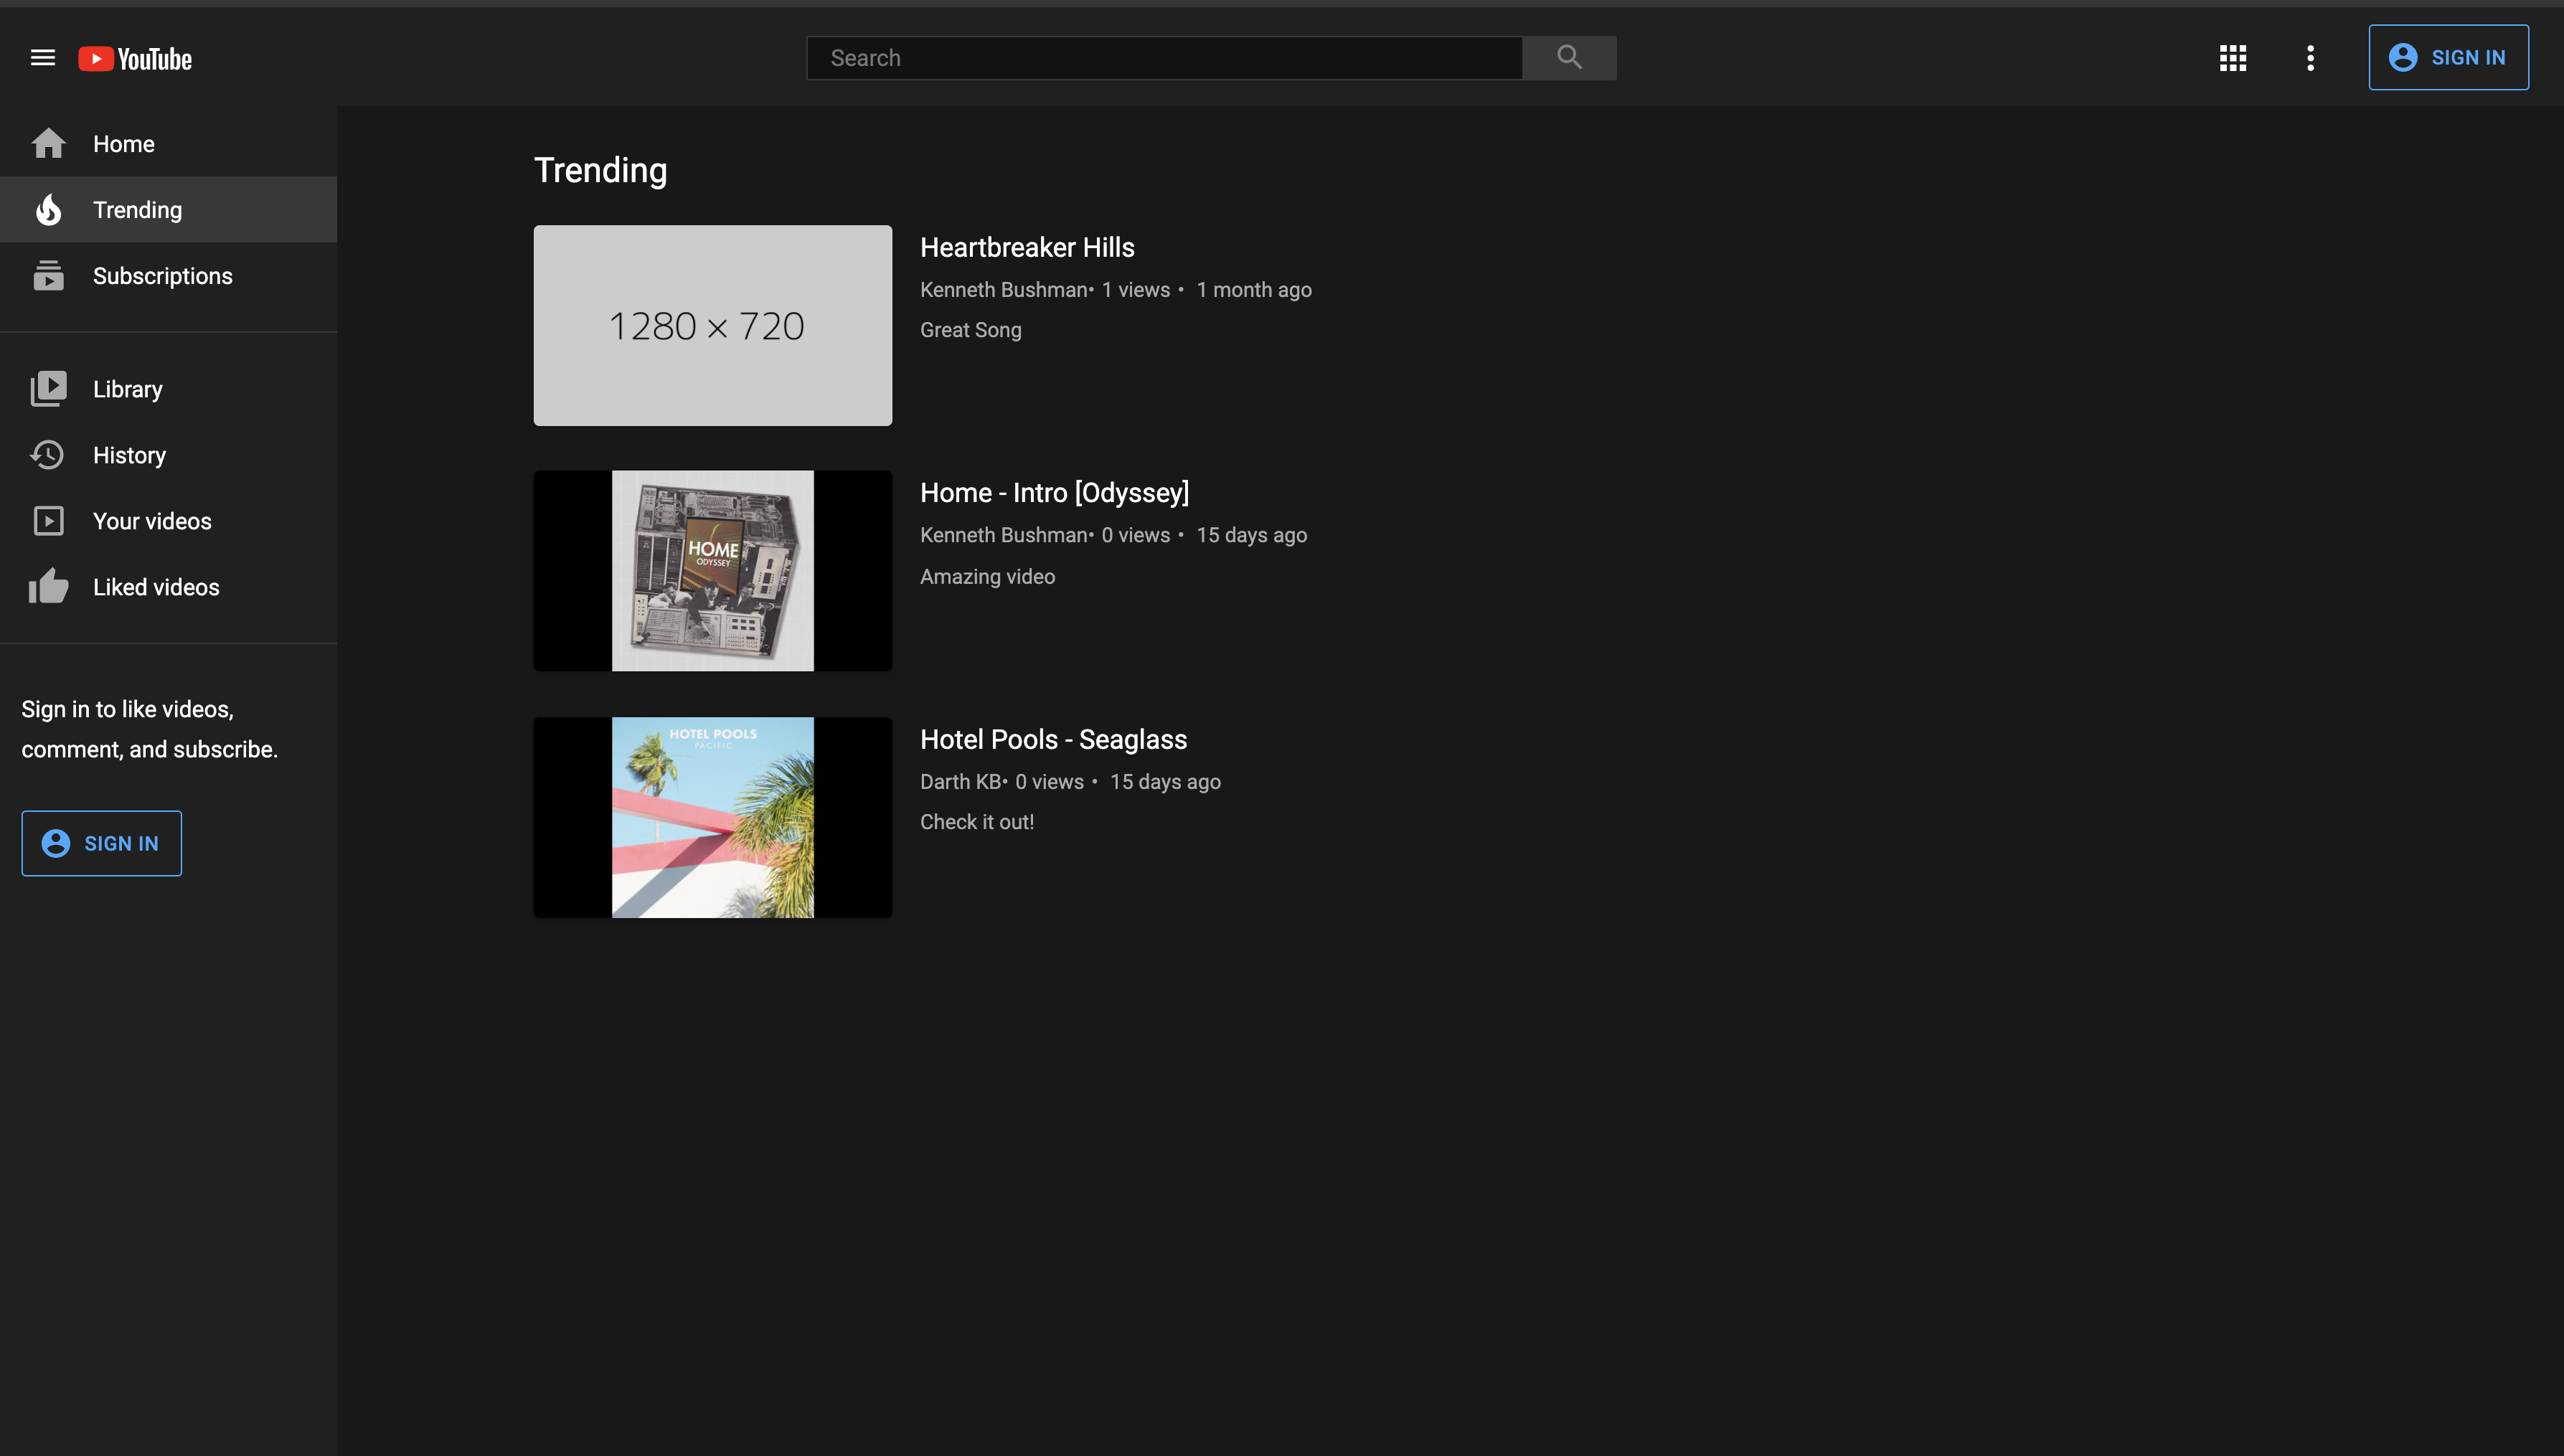 YouTube
Search
SIGN IN
Home
Trending
Subscriptions
Library
History
Your videos
Liked videos
Sign in to like videos,
comment, and subscribe.
SIGN IN
Trending
1280 × 720
Heartbreaker Hills
Kenneth Bushman• 1 views • 1 month ago
Great Song
HOME
ODYSSEY
Home - Intro [Odyssey]
Kenneth Bushman• 0 views • 15 days ago
Amazing video
HOTEL POOLS
PACIFIC
Hotel Pools - Seaglass
Darth KB• 0 views • 15 days ago
Check it out!